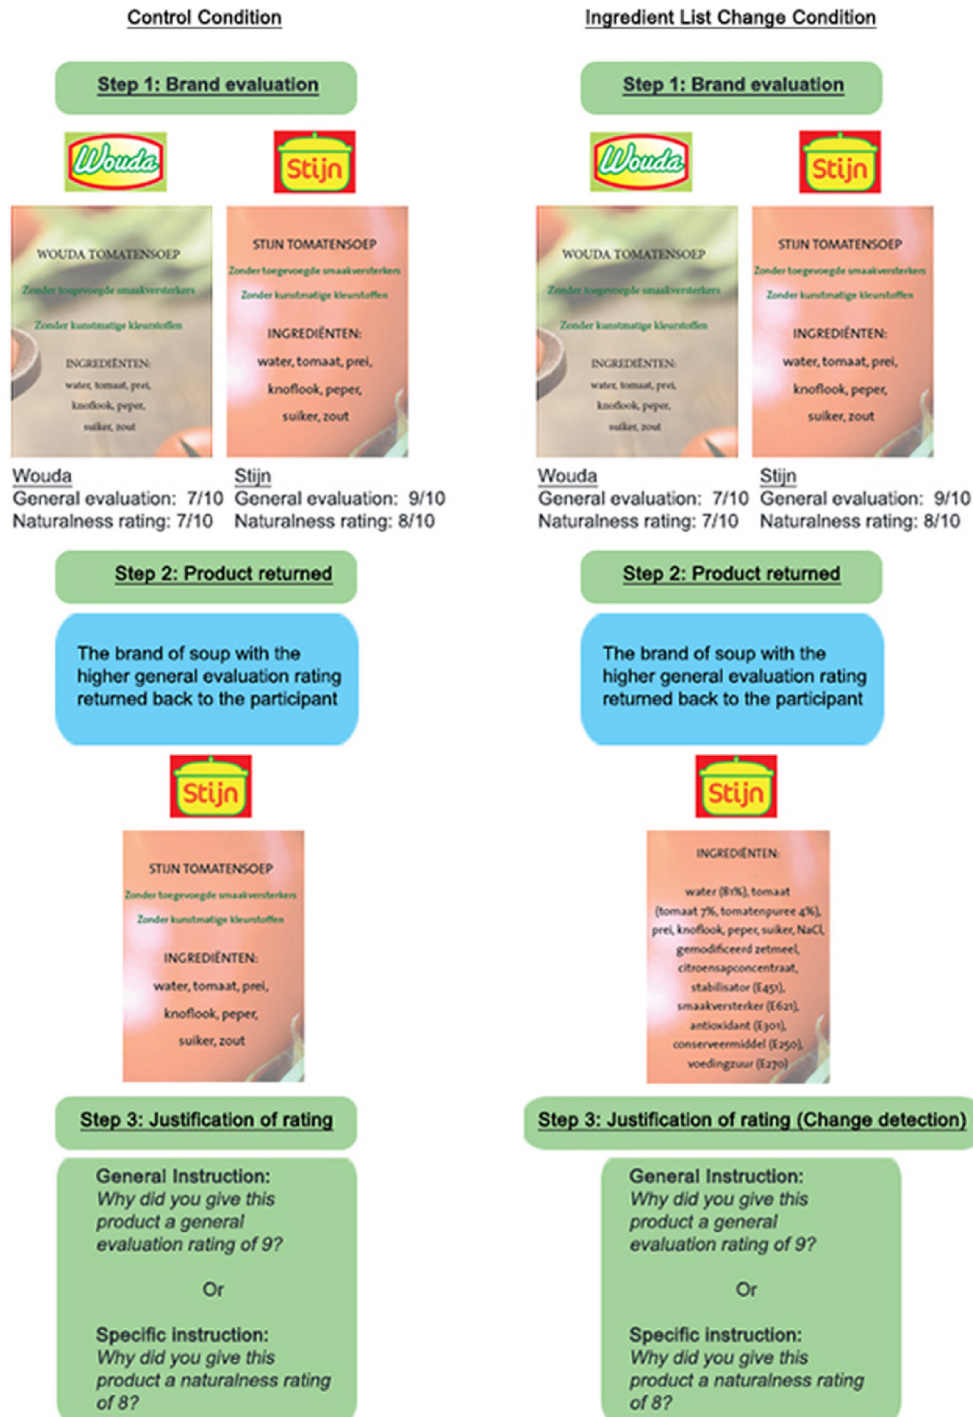 Control Condition
Step 1: Brand evaluation
Wouda
Stijn
WOUDA TOMATENSOEP
Zonder toegevoegde smaakversterkers
Zonder kunstmatige kleurstoffen
INGREDIËNTEN:
water, tomaat, prei,
knoflook, peper,
suiker, zout
STIJN TOMATENSOEP
Zonder toegevoegde smaakversterkers
Zonder kunstmatige kleurstoffen
INGREDIËNTEN:
water, tomaat, prei,
knoflook, peper,
suiker, zout
Wouda
General evaluation: 7/10
Naturalness rating: 7/10
Stijn
General evaluation: 9/10
Naturalness rating: 8/10
Step 2: Product returned
The brand of soup with the
higher general evaluation rating
returned back to the participant
Stijn
STIJN TOMATENSOEP
Zonder toegevoegde smaakversterkers
Zonder kunstmatige kleurstoffen
INGREDIËNTEN:
water, tomaat, prei,
knoflook, peper,
suiker, zout
Step 3: Justification of rating
General Instruction:
Why did you give this
product a general
evaluation rating of 9?
Or
Specific instruction:
Why did you give this
product a naturalness rating
of 8?
Ingredient List Change Condition
Step 1: Brand evaluation
Wouda
Stijn
WOUDA TOMATENSOEP
Zonder toegevoegde smaakversterkers
Zonder kunstmatige kleurstoffen
INGREDIËNTEN:
water, tomaat, prei,
knoflook, peper,
suiker, zout
STIJN TOMATENSOEP
Zonder toegevoegde smaakversterkers
Zonder kunstmatige kleurstoffen
INGREDIËNTEN:
water, tomaat, prei,
knoflook, peper,
suiker, zout
Wouda
General evaluation: 7/10
Naturalness rating: 7/10
Stijn
General evaluation: 9/10
Naturalness rating: 8/10
Step 2: Product returned
The brand of soup with the
higher general evaluation rating
returned back to the participant
Stijn
INGREDIËNTEN:
water (81%), tomaat
(tomaat 7%, tomatenpuree 4%),
prei, knoflook, peper, suiker, NaCl,
gemodificeerd zetmeel,
citroensapconcentraat,
stabilisator (E451),
smaakversterker (E621),
antioxidant (E301),
conserveermiddel (E250),
voedingzuur (E270)
Step 3: Justification of rating (Change detection)
General Instruction:
Why did you give this
product a general
evaluation rating of 9?
Or
Specific instruction:
Why did you give this
product a naturalness rating
of 8?